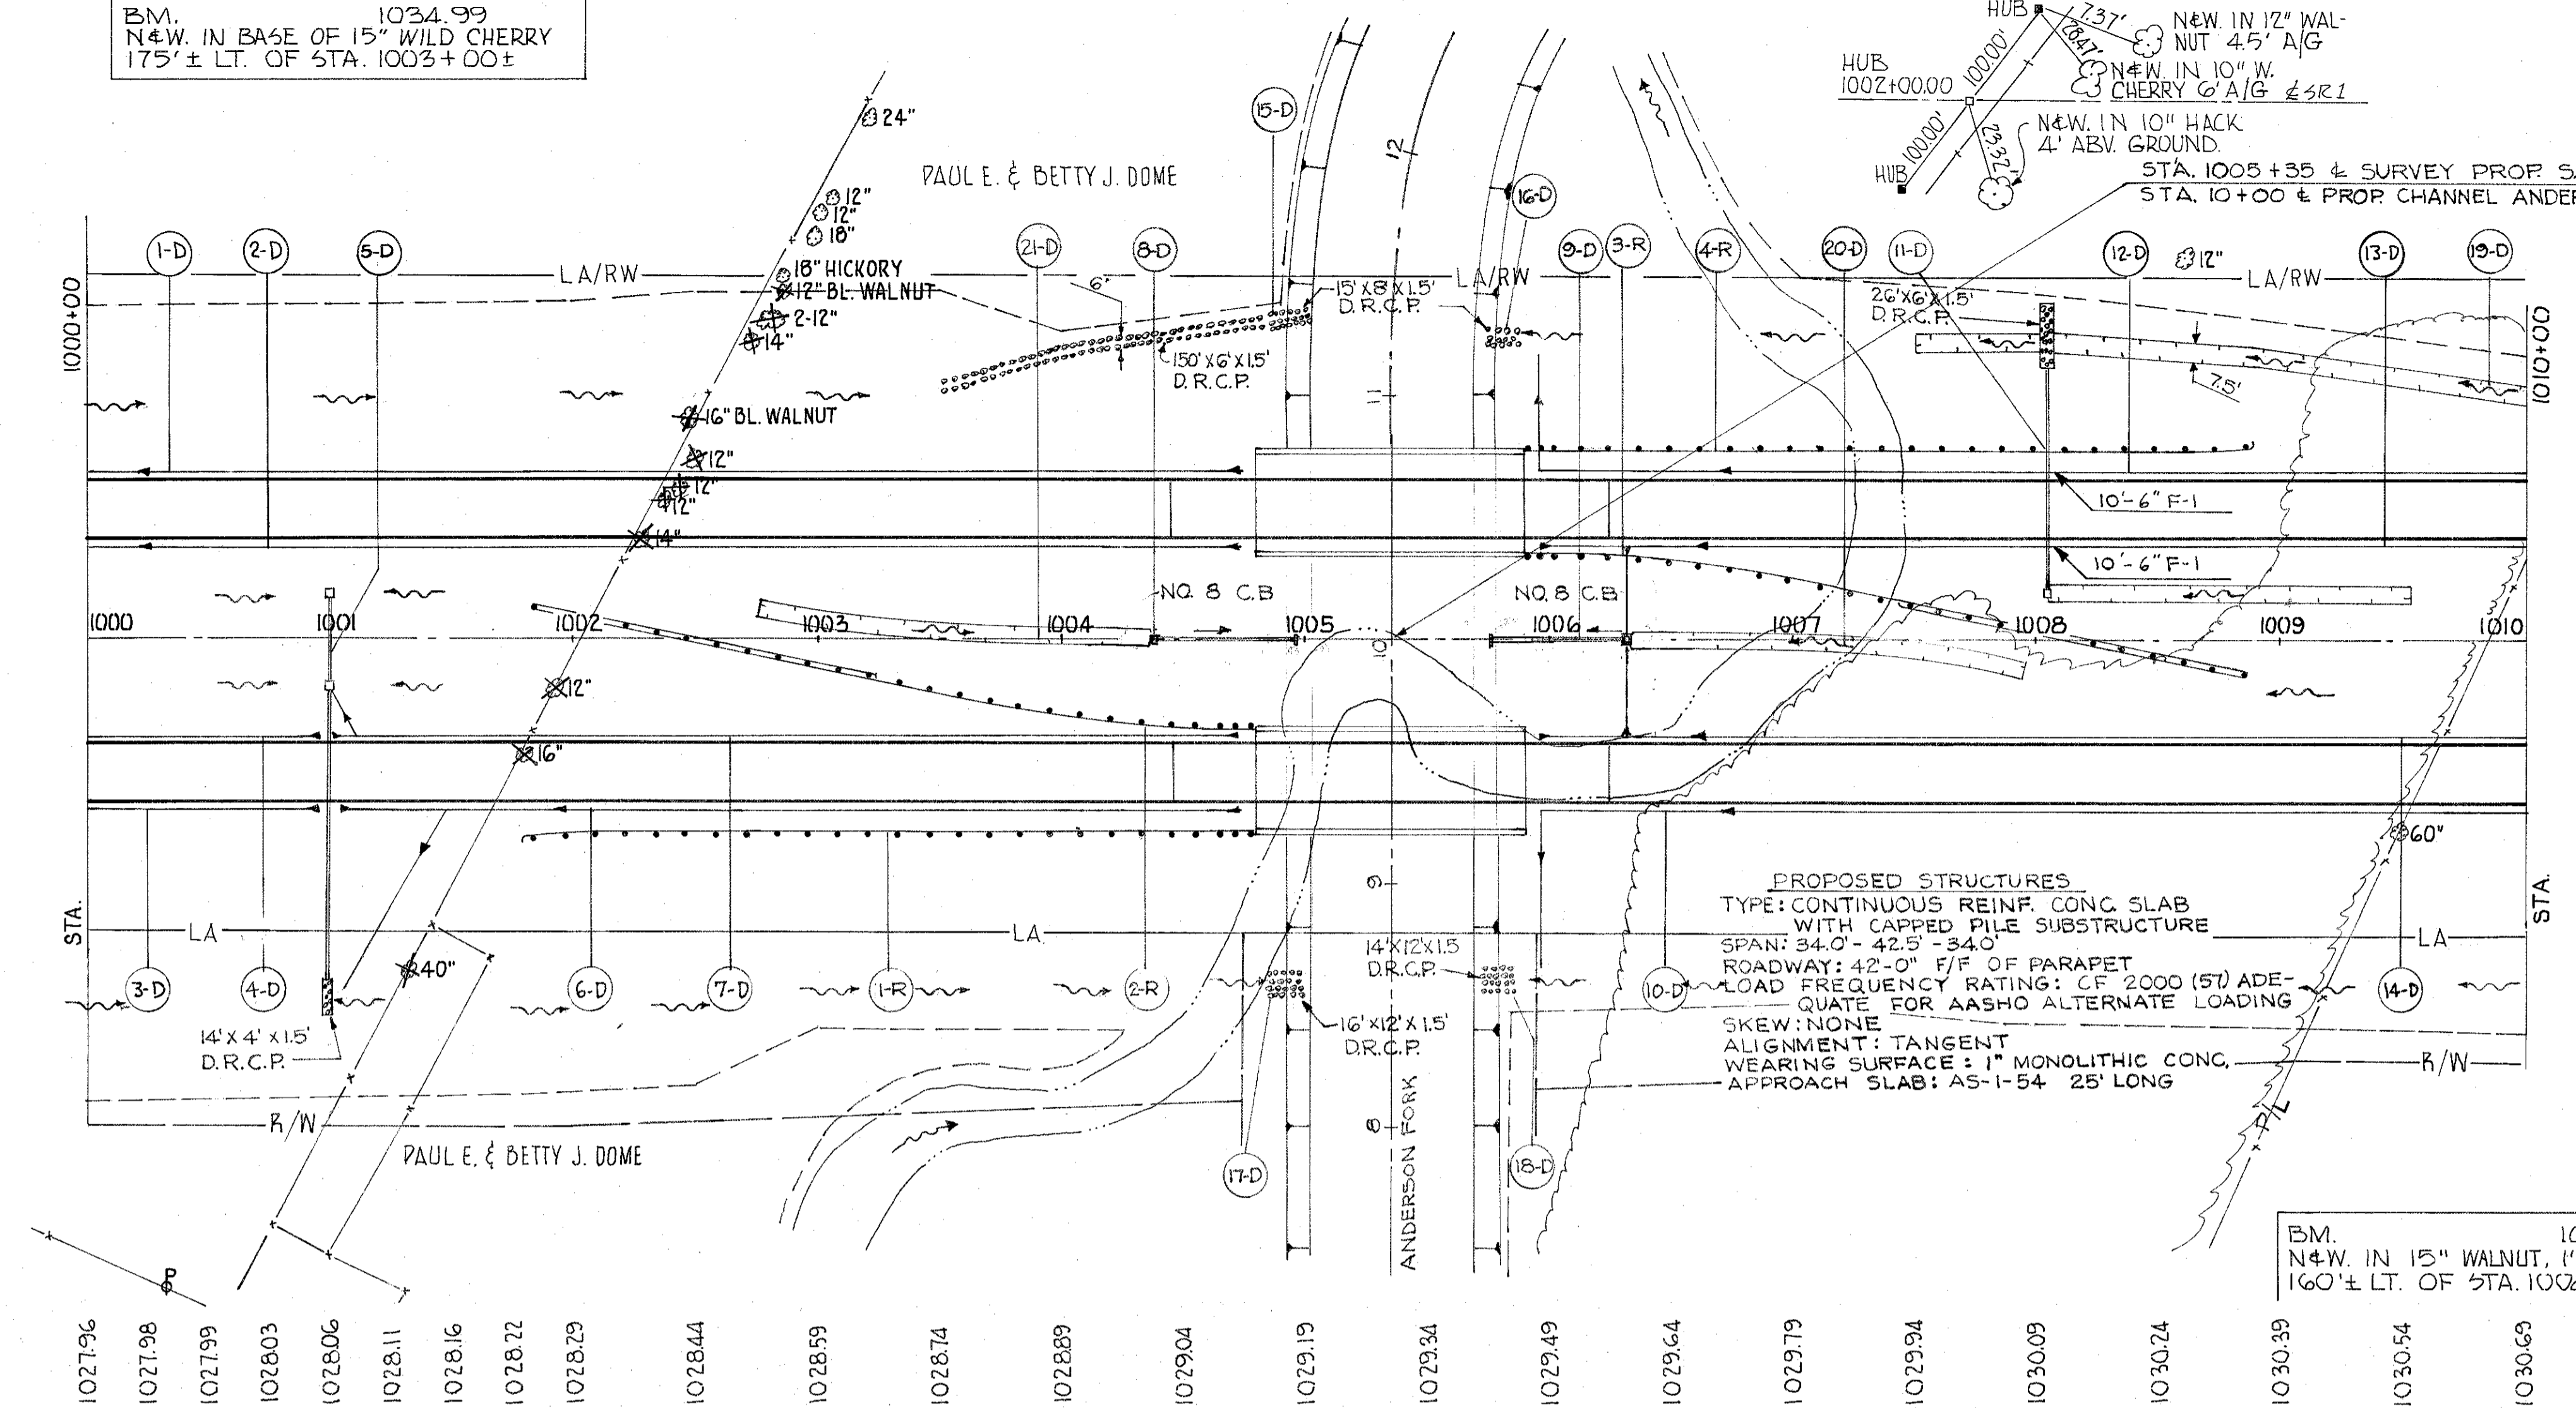 BM. 1034.99
N&W. IN BASE OF 15" WILD CHERRY
175'± LT. OF STA. 1003+00±
HUB
7.37'
28.47'
100.00'
N&W. IN 12" WAL-
NUT 4.5' A/G
HUB
1002+00.00
N&W. IN 10" W.
CHERRY 6' A/G ℄ SR1
100.00'
23.32'
N&W. IN 10" HACK
4' ABV. GROUND.
HUB
STA. 1005+35 ℄ SURVEY PROP.
STA. 10+00 ℄ PROP. CHANNEL
24"
PAUL E. & BETTY J. DOME
12"
12"
18"
15-D
12
16-D
1-D
2-D
5-D
21-D
8-D
9-D
3-R
4-R
20-D
11-D
12-D
12"
13-D
19-D
LA/RW
18" HICKORY
12" BL. WALNUT
2-12"
14"
6'
LA/RW
15'X8'X1.5'
D.R.C.P.
26'X6'X1.5'
D.R.C.P.
LA/RW
1000+00
1010+00
150'X6'X1.5'
D.R.C.P.
7.5'
11
16" BL. WALNUT
12"
12"
12"
14"
10'-6" F-1
10'-6" F-1
NO. 8 C.B
NO. 8 C.B
1000
1001
1002
1003
1004
1005
10
1006
1007
1008
1009
1010
12"
16"
60"
9
STA.
STA.
LA
LA
LA
40"
3-D
4-D
6-D
7-D
1-R
2-R
10-D
14-D
14'X12'X1.5
D.R.C.P.
16'X12'X1.5'
D.R.C.P.
14'X4'X1.5'
D.R.C.P.
PROPOSED STRUCTURES
TYPE: CONTINUOUS REINF. CONC. SLAB
WITH CAPPED PILE SUBSTRUCTURE
SPAN: 34.0'- 42.5' -34.0'
ROADWAY: 42'-0" F/F OF PARAPET
LOAD FREQUENCY RATING: CF 2000 (57) ADE-
QUATE FOR AASHO ALTERNATE LOADING
SKEW: NONE
ALIGNMENT: TANGENT
WEARING SURFACE: 1" MONOLITHIC CONC.
APPROACH SLAB: AS-1-54 25' LONG
R/W
R/W
PAUL E. & BETTY J. DOME
17-D
18-D
8
ANDERSON FORK
P/L
P
BM.
N&W. IN 15" WALNUT, 1"
160'± LT. OF STA.
1027.96
1027.98
1027.99
1028.03
1028.06
1028.11
1028.16
1028.22
1028.29
1028.44
1028.59
1028.74
1028.89
1029.04
1029.19
1029.34
1029.49
1029.64
1029.79
1029.94
1030.09
1030.24
1030.39
1030.54
1030.69